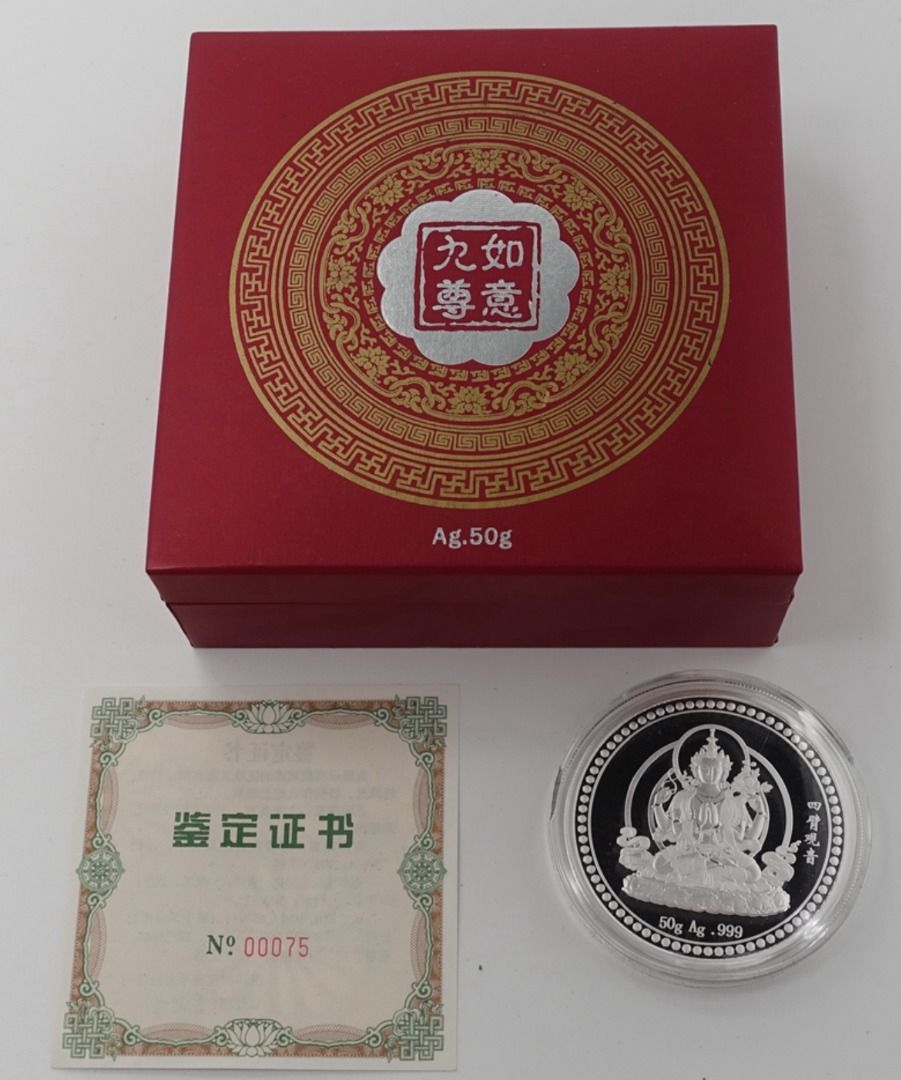 九如
尊意
Ag.50g
鉴定证书
Nº 00075
四臂观音
50g Ag .999